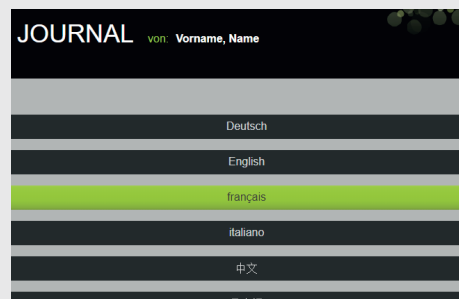 JOURNAL von: Vorname, Name
Deutsch
English
français
italiano
中文